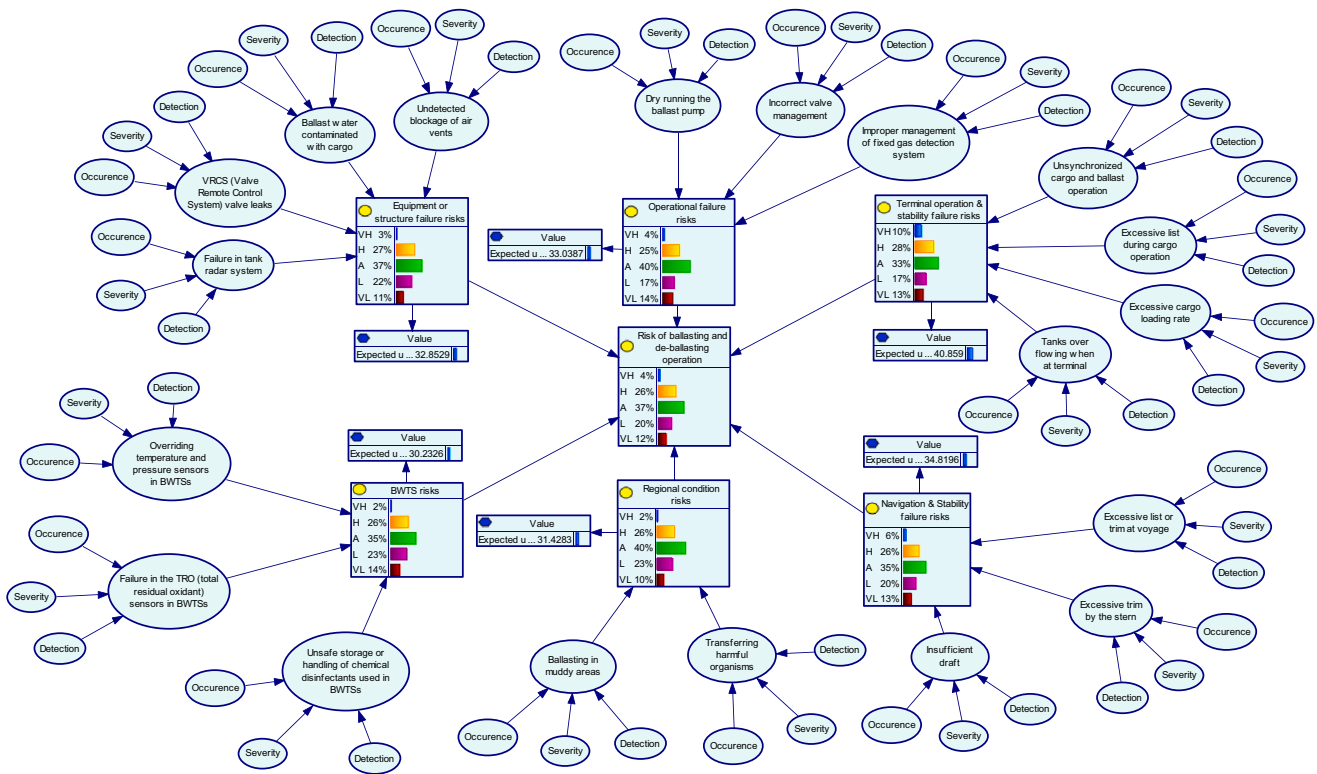 Occurence
Severity
Detection
Occurence
Severity
Detection
Ballast water
contaminated
with cargo
Undetected
blockage of air
vents
Detection
Severity
Occurence
VRCS (Valve
Remote Control
System) valve leaks
Occurence
Severity
Detection
Failure in tank
radar system
Equipment or
structure failure risks
VH 3%
H 27%
A 37%
L 22%
VL 11%
Value
Expected u ... 32.8529
Occurence
Severity
Detection
Dry running the
ballast pump
Occurence
Severity
Detection
Incorrect valve
management
Occurence
Severity
Detection
Improper management
of fixed gas detection
system
Operational failure
risks
VH 4%
H 25%
A 40%
L 17%
VL 14%
Value
Expected u ... 33.0387
Occurence
Severity
Detection
Unsynchronized
cargo and ballast
operation
Occurence
Severity
Detection
Excessive list
during cargo
operation
Occurence
Severity
Detection
Excessive cargo
loading rate
Tanks over
flowing when
at terminal
Occurence
Severity
Detection
Terminal operation &
stability failure risks
VH 10%
H 28%
A 33%
L 17%
VL 13%
Value
Expected u ... 40.859
Risk of ballasting and
de-ballasting
operation
VH 4%
H 26%
A 37%
L 20%
VL 12%
Detection
Severity
Occurence
Overriding
temperature and
pressure sensors
in BWTSs
Occurence
Severity
Detection
Failure in the TRO (total
residual oxidant)
sensors in BWTSs
Unsafe storage or
handling of chemical
disinfectants used in
BWTSs
Occurence
Severity
Detection
Value
Expected u ... 30.2326
BWTS risks
VH 2%
H 26%
A 35%
L 23%
VL 14%
Regional condition
risks
VH 2%
H 26%
A 40%
L 23%
VL 10%
Value
Expected u ... 31.4283
Ballasting in
muddy areas
Occurence
Severity
Detection
Transferring
harmful
organisms
Detection
Severity
Occurence
Value
Expected u ... 34.8196
Navigation & Stability
failure risks
VH 6%
H 26%
A 35%
L 20%
VL 13%
Occurence
Excessive list or
trim at voyage
Severity
Detection
Excessive trim
by the stern
Occurence
Severity
Detection
Insufficient
draft
Occurence
Severity
Detection